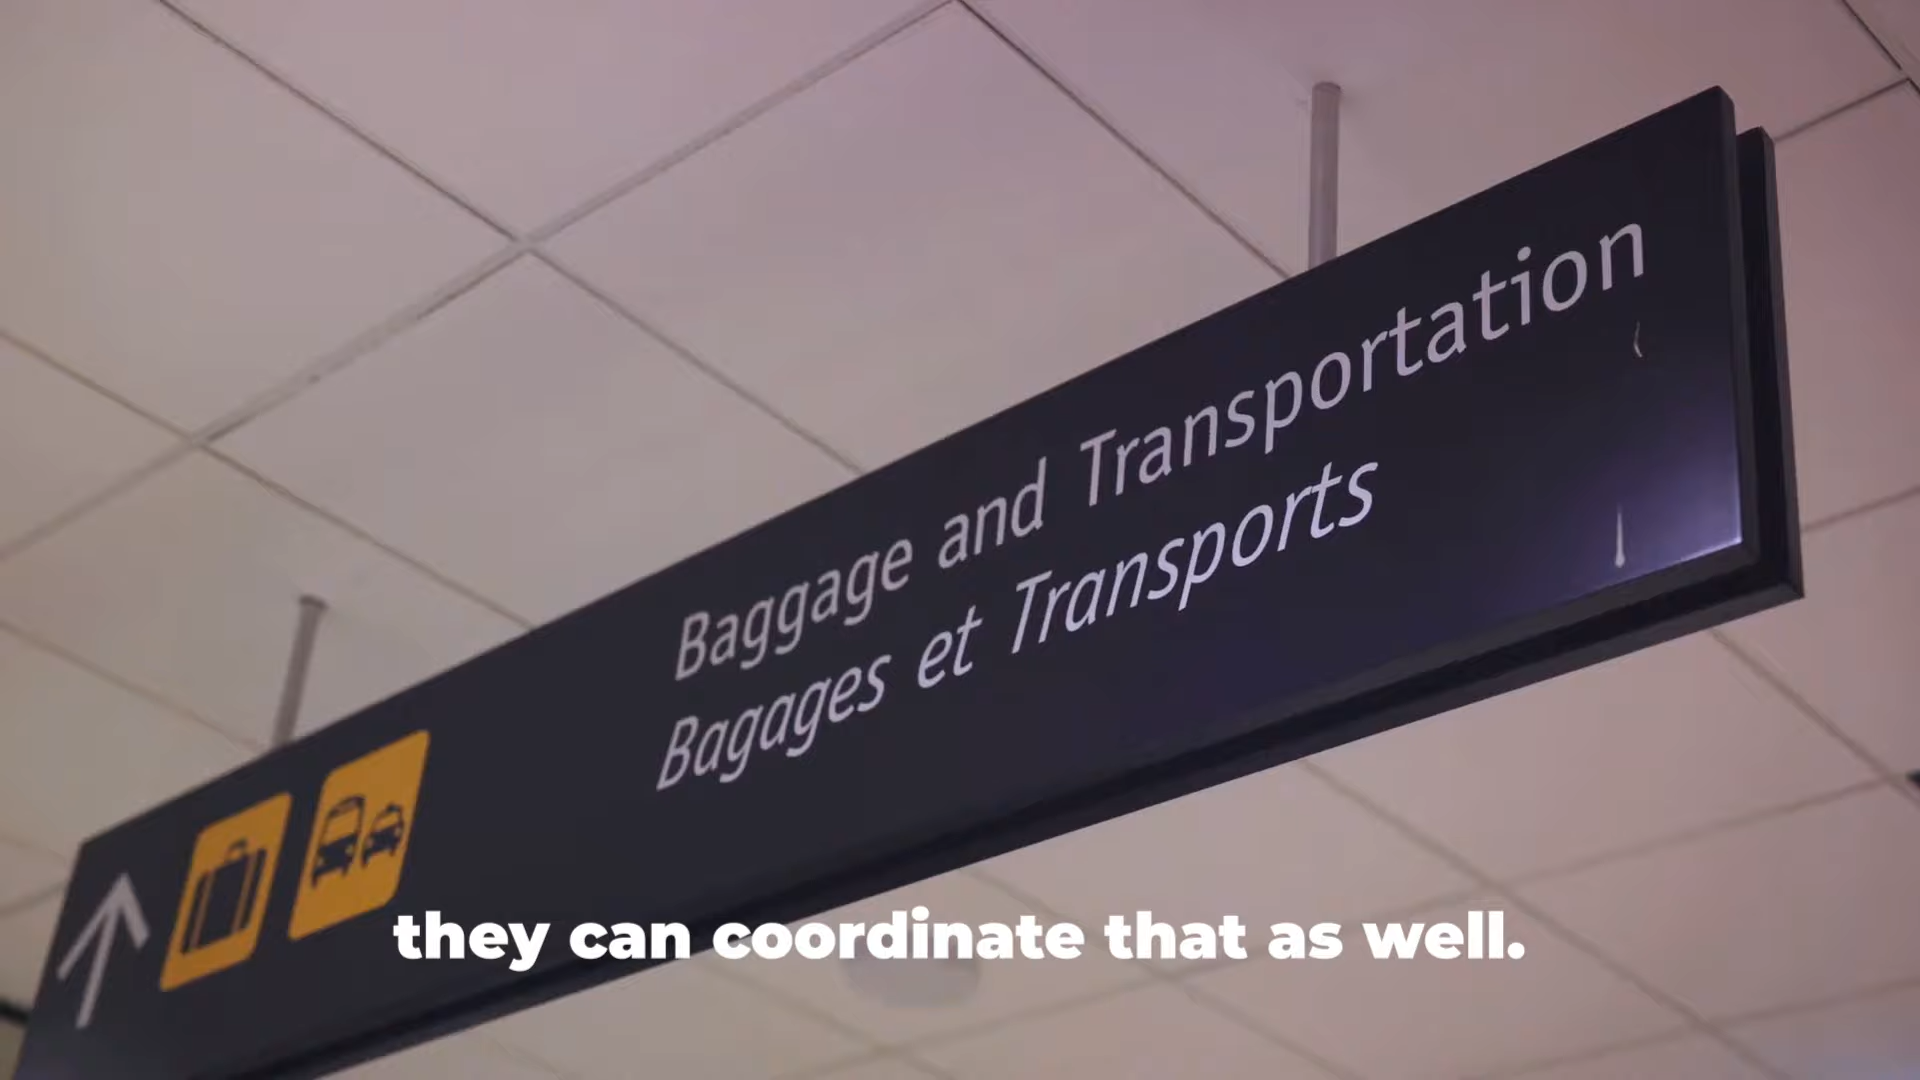 Baggage and Transportation
Bagages et Transports
they can coordinate that as well.